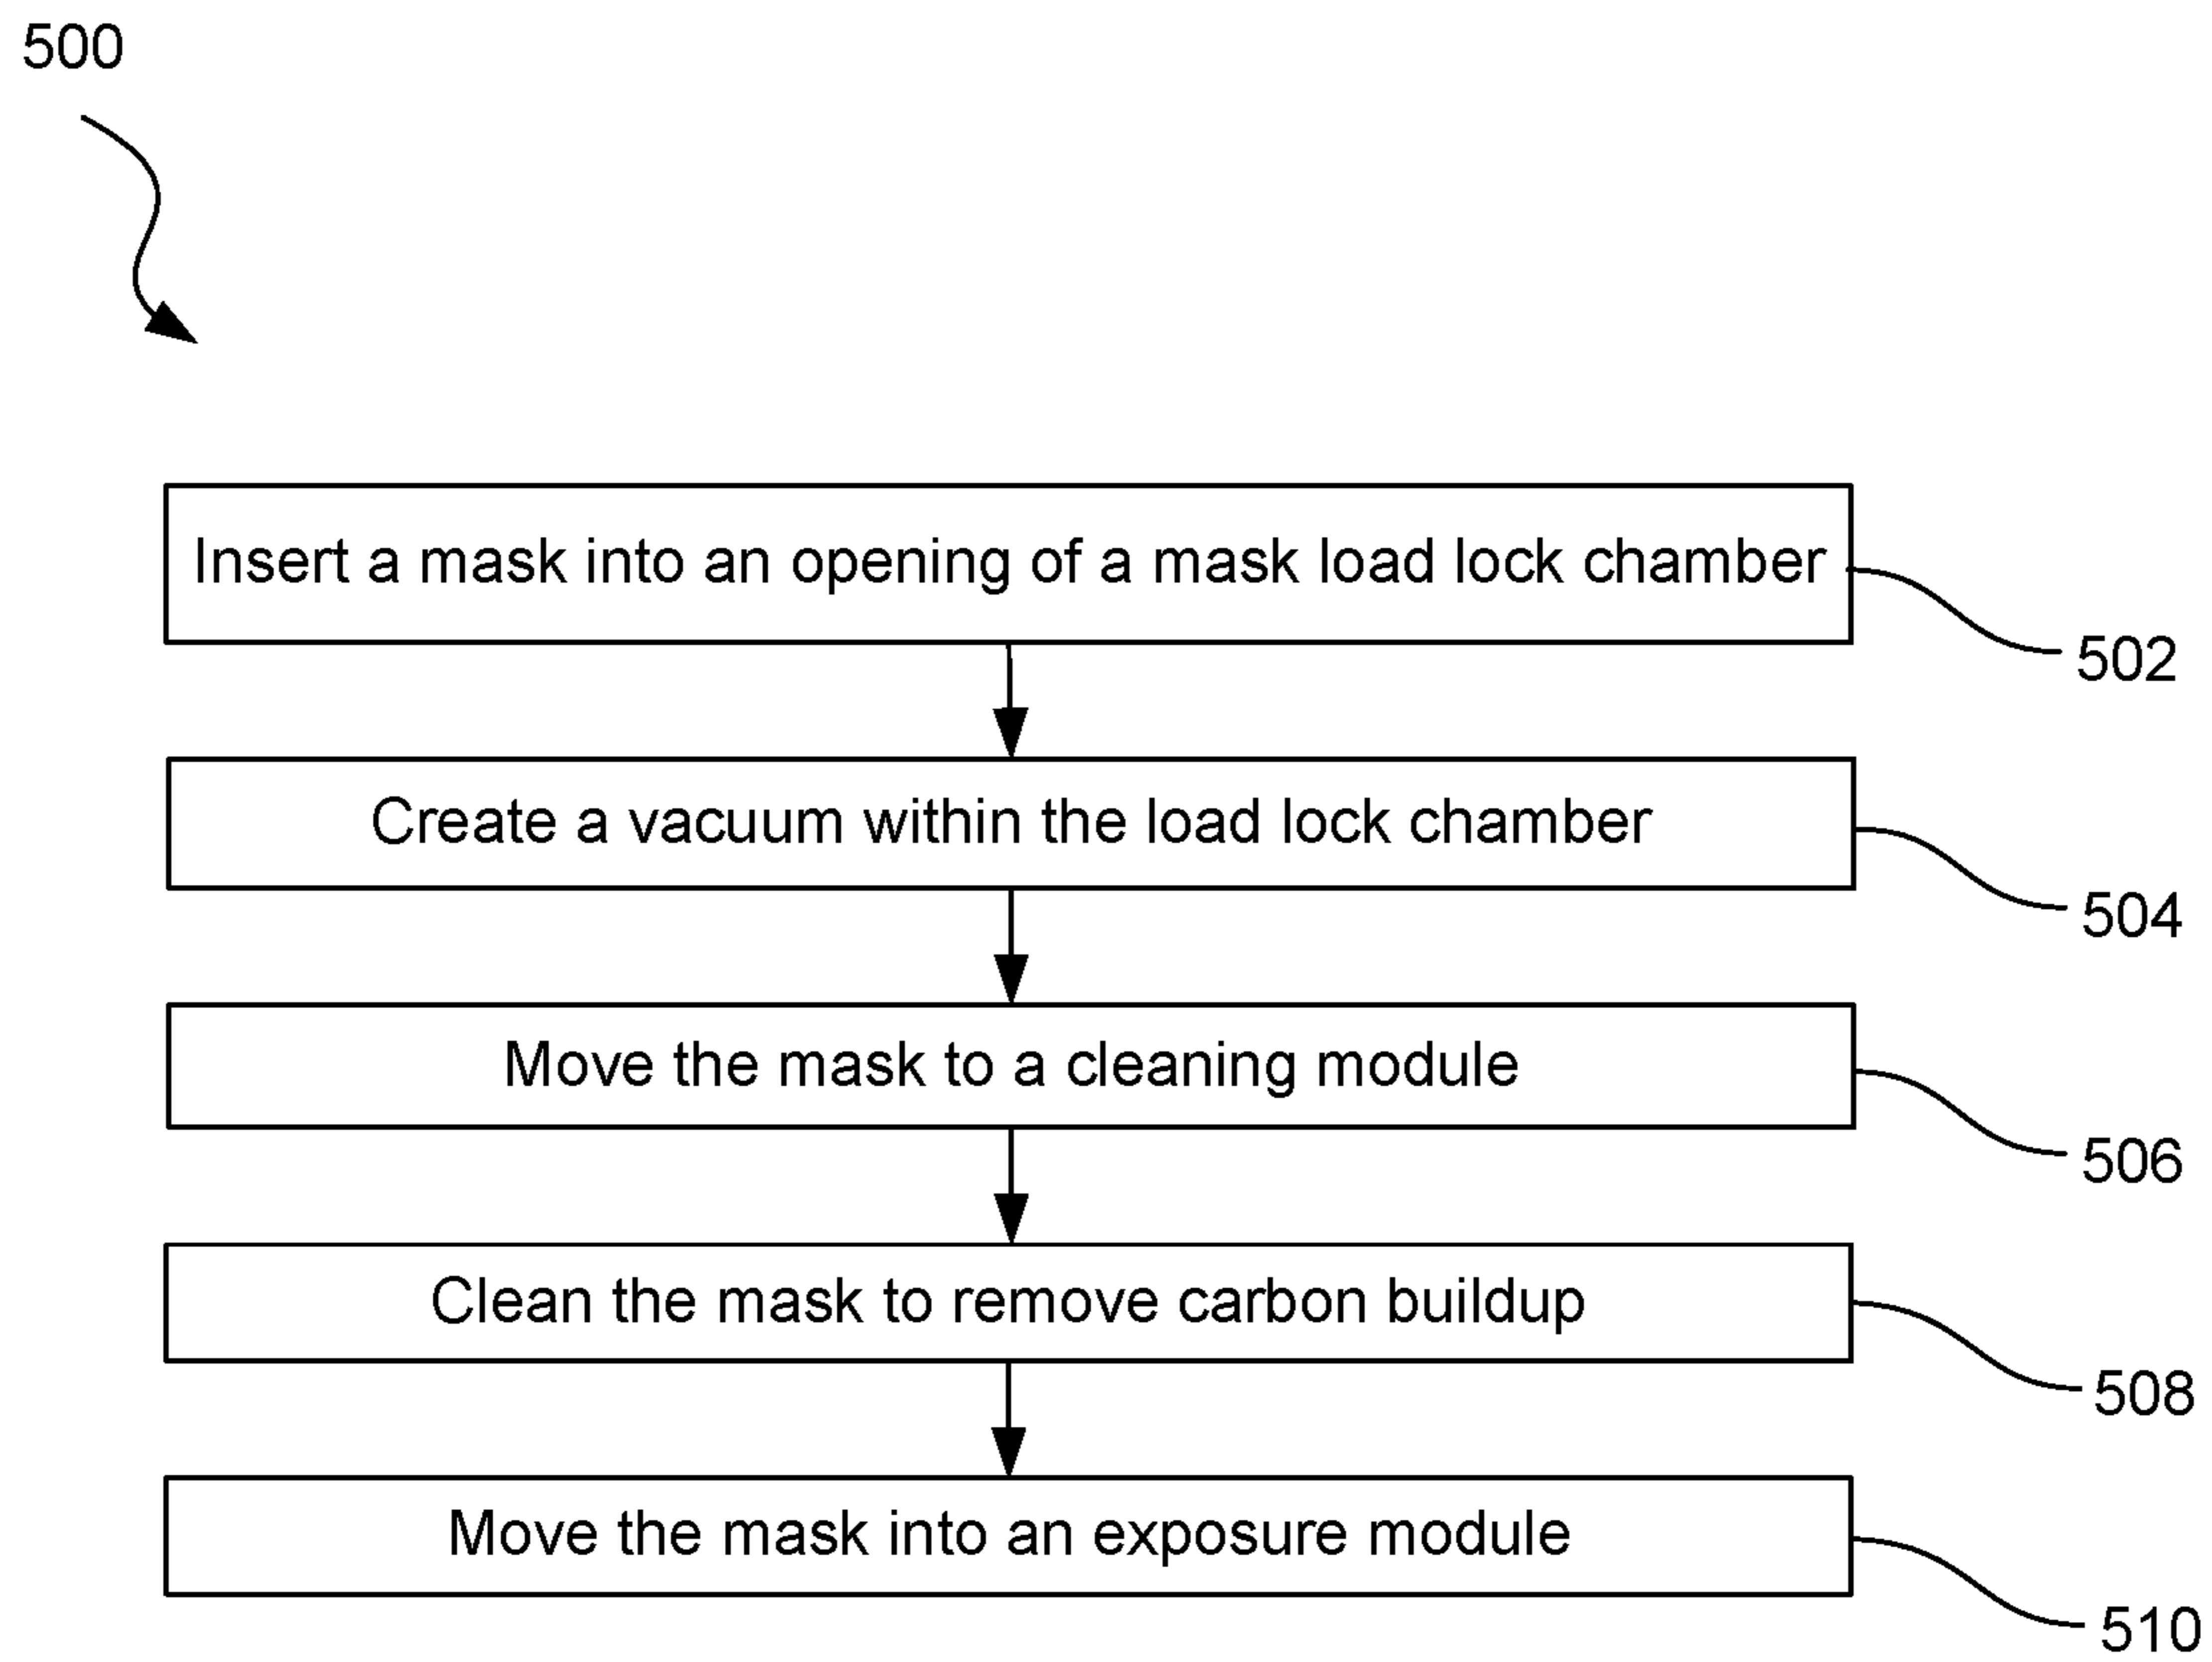 500
Insert a mask into an opening of a mask load lock chamber
502
Create a vacuum within the load lock chamber
504
Move the mask to a cleaning module
506
Clean the mask to remove carbon buildup
508
Move the mask into an exposure module
510